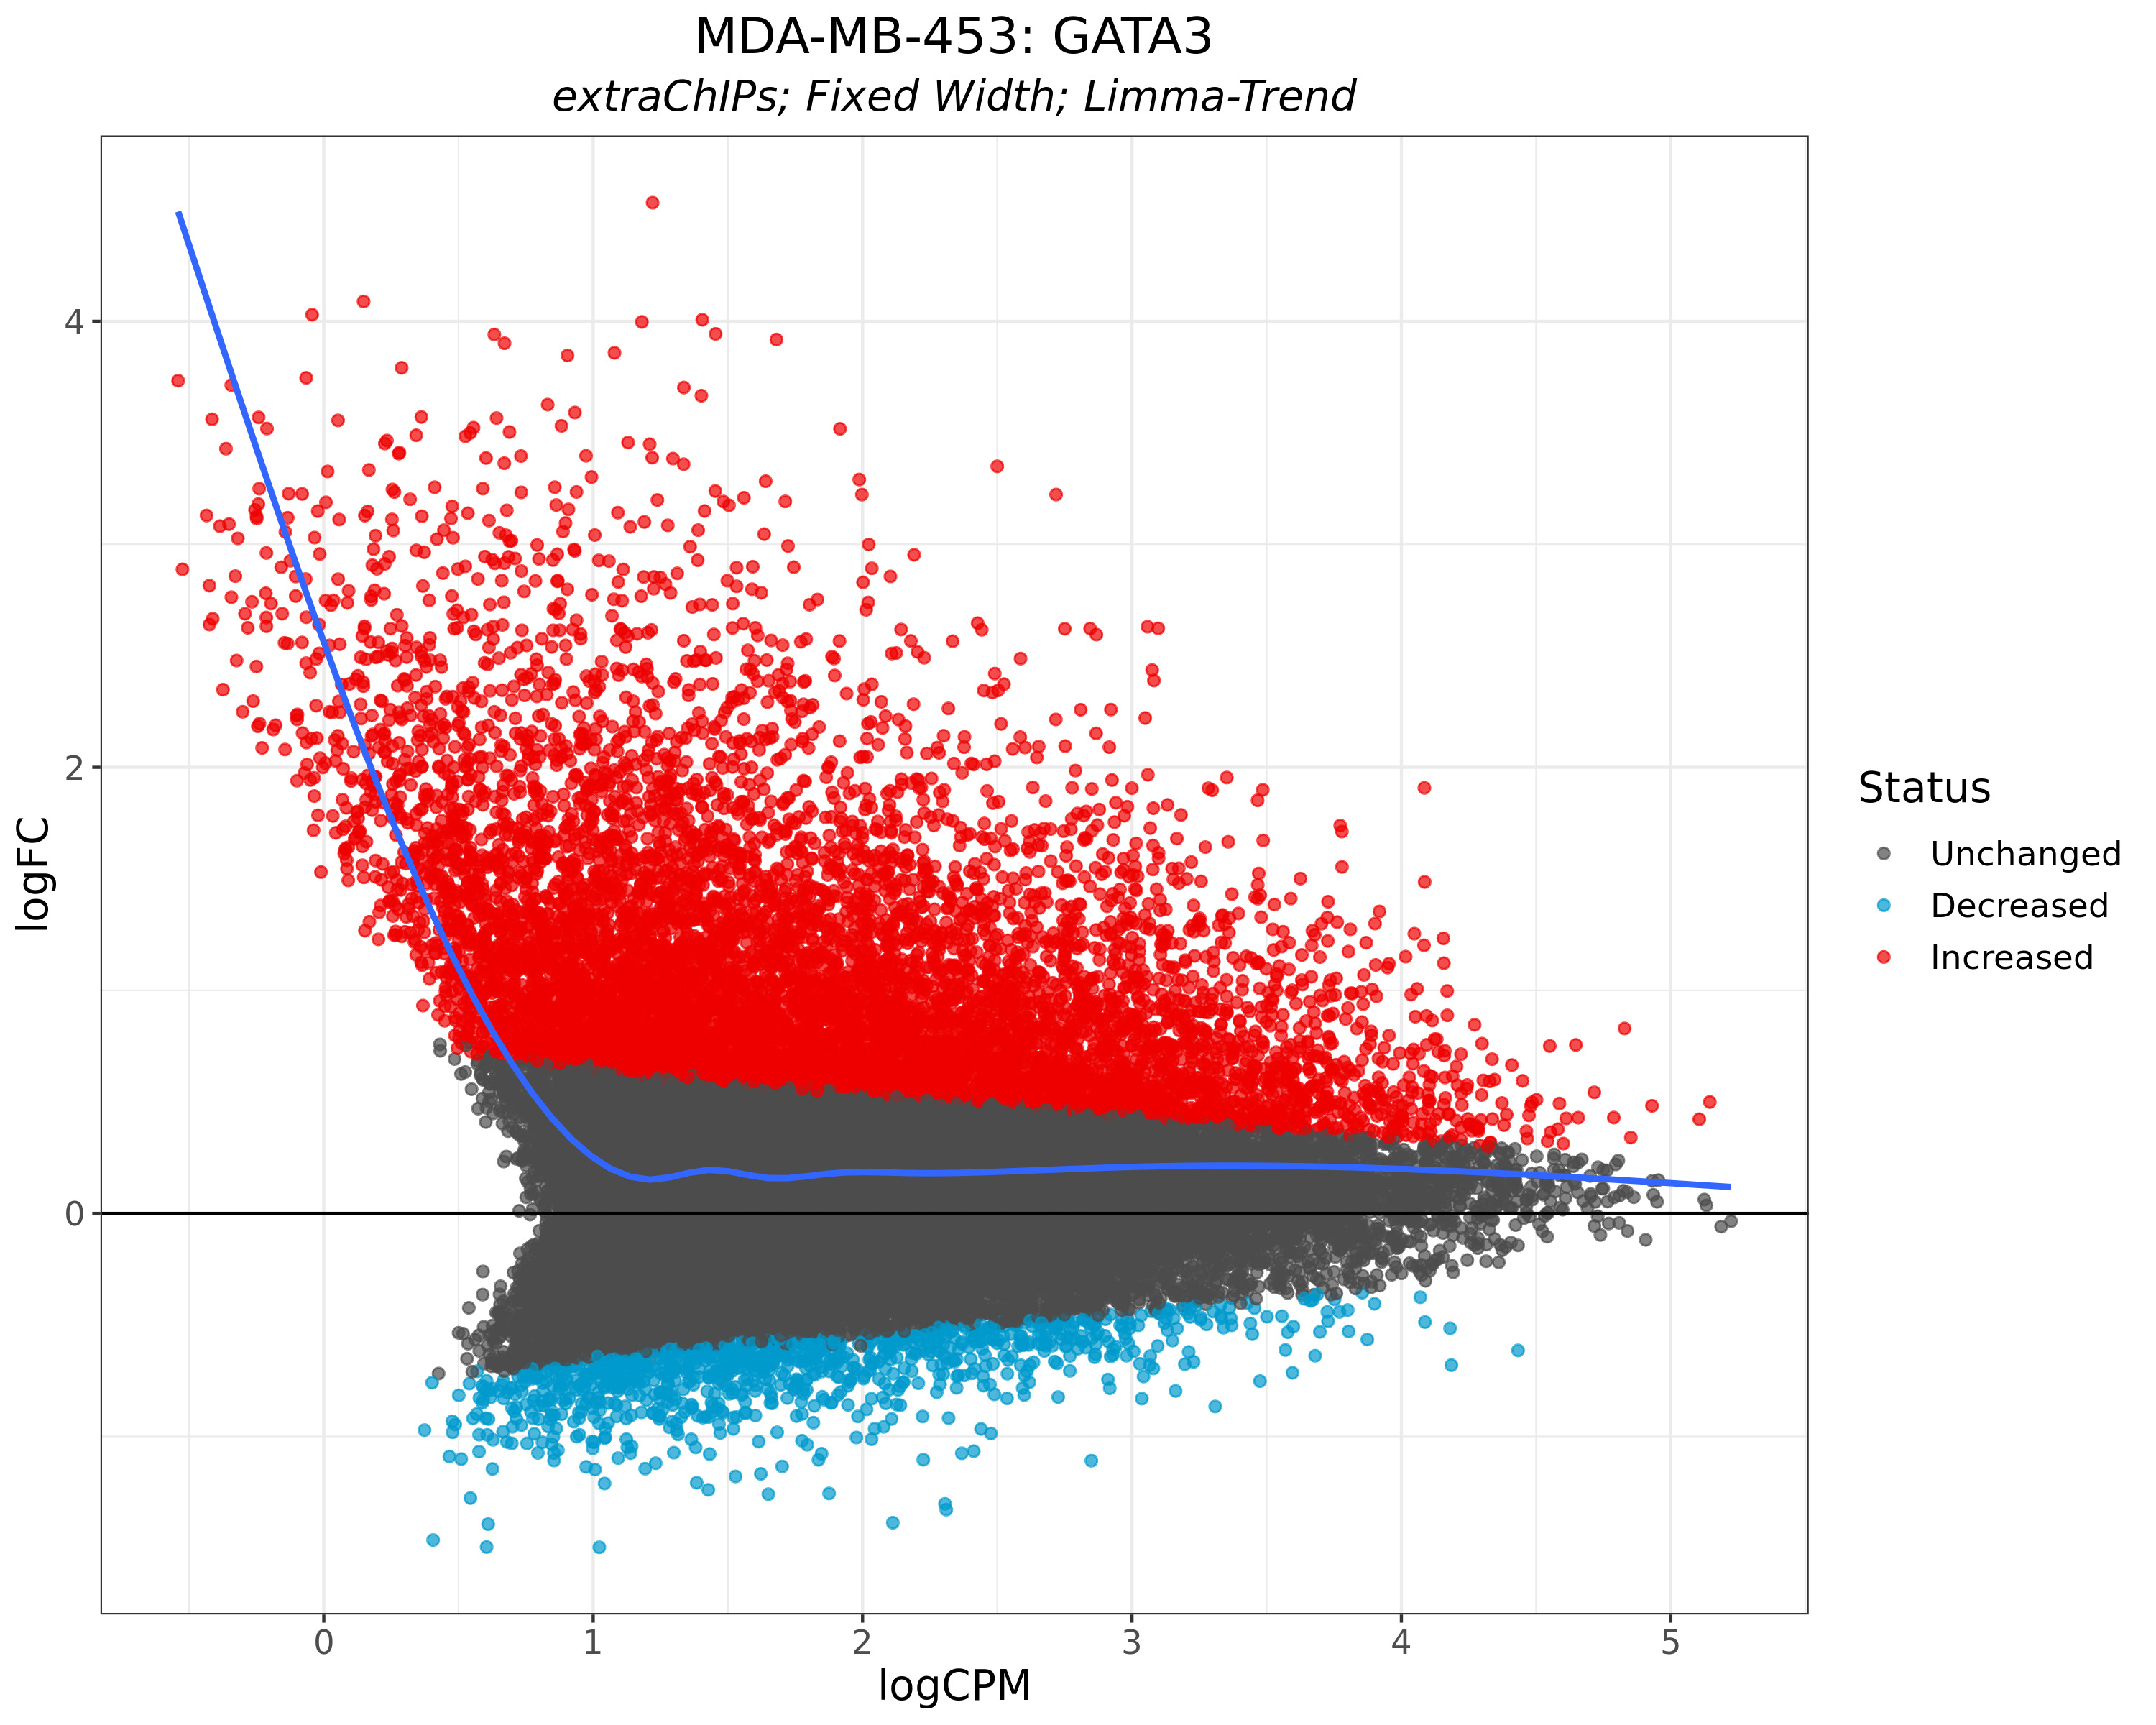 MDA-MB-453: GATA3
extraChIPs; Fixed Width; Limma-Trend
logFC
4
2
0
0 1 2 3 4 5
logCPM
Status
Unchanged
Decreased
Increased